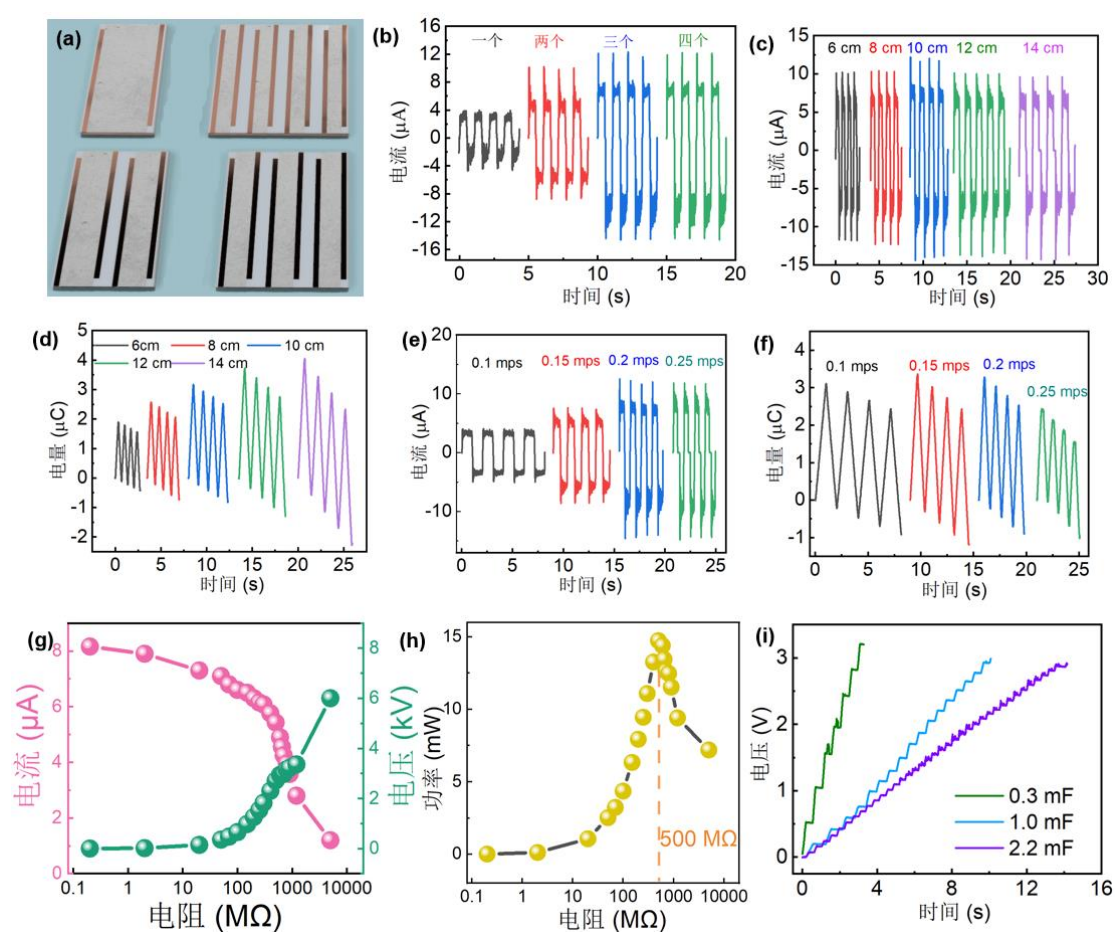 (a)
(b)
一个 两个 三个 四个
电流 (μA)
12
8
4
0
-4
-8
-12
-16
0 5 10 15 20
时间 (s)
(c)
6 cm 8 cm 10 cm 12 cm 14 cm
电流 (μA)
15
10
5
0
-5
-10
-15
0 5 10 15 20 25 30
时间 (s)
(d)
6cm 8 cm 10 cm
12 cm 14 cm
电量 (μC)
5
4
3
2
1
0
-1
-2
0 5 10 15 20 25
时间 (s)
(e)
0.1 mps 0.15 mps 0.2 mps 0.25 mps
电流 (μA)
20
10
0
-10
0 5 10 15 20 25
时间 (s)
(f)
0.1 mps 0.15 mps 0.2 mps
0.25 mps
电量 (μC)
4
3
2
1
0
-1
0 5 10 15 20 25
时间 (s)
(g)
电流 (μA)
8
6
4
2
0
电压 (kV)
8
6
4
2
0
0.1 1 10 100 1000 10000
电阻 (MΩ)
(h)
功率 (mW)
15
10
5
0
500 MΩ
0.1 1 10 100 1000 10000
电阻 (MΩ)
(i)
电压 (V)
3
2
1
0
0.3 mF
1.0 mF
2.2 mF
0 4 8 12 16
时间 (s)